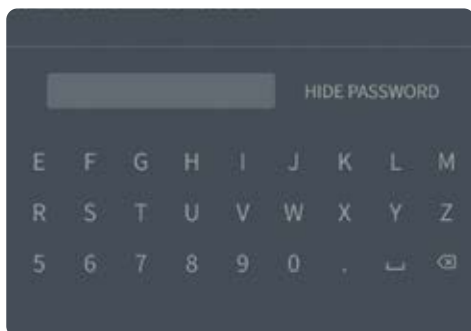 HIDE PASSWORD
E F G H I J K L M
R S T U V W X Y Z
5 6 7 8 9 0 .